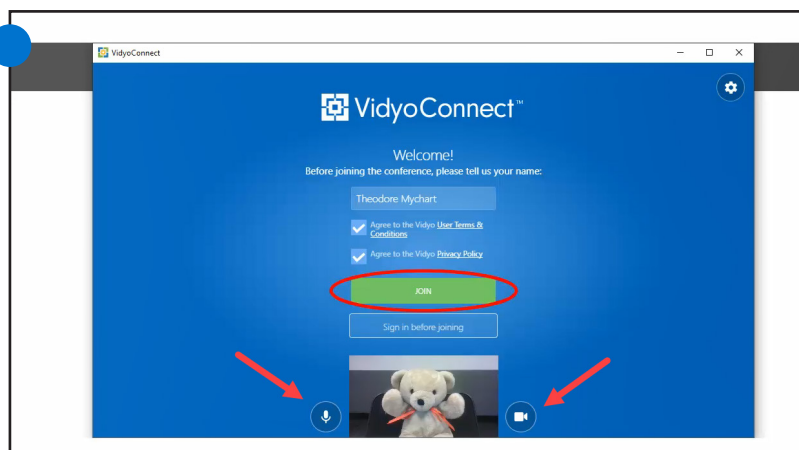 VidyoConnect
VidyoConnect™
Welcome!
Before joining the conference, please tell us your name:
Theodore Mychart
Agree to the Vidyo User Terms &
Conditions
Agree to the Vidyo Privacy Policy
JOIN
Sign in before joining